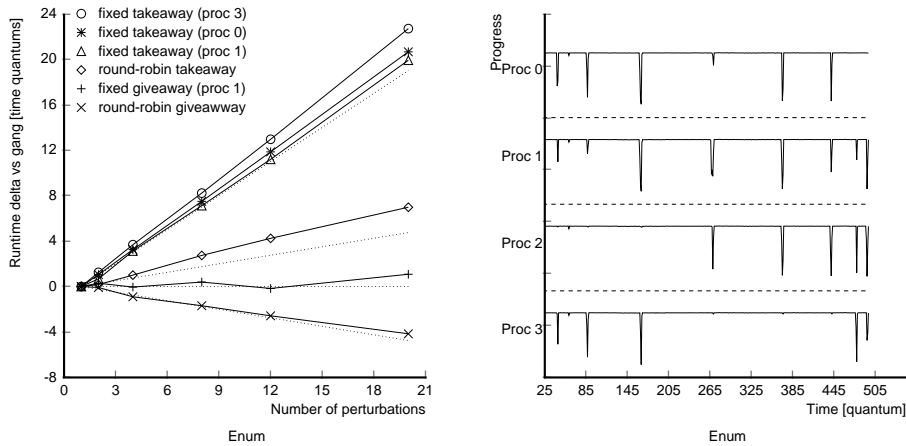 fixed takeaway (proc 3)
fixed takeaway (proc 0)
fixed takeaway (proc 1)
round-robin takeaway
fixed giveaway (proc 1)
round-robin giveawway
Runtime delta vs gang [time quantums]
24
20
16
12
8
4
0
-4
-8
0 3 6 9 12 15 18 21
Number of perturbations
Enum
Progress
Proc 0
Proc 1
Proc 2
Proc 3
25 85 145 205 265 325 385 445 505
Time [quantum]
Enum